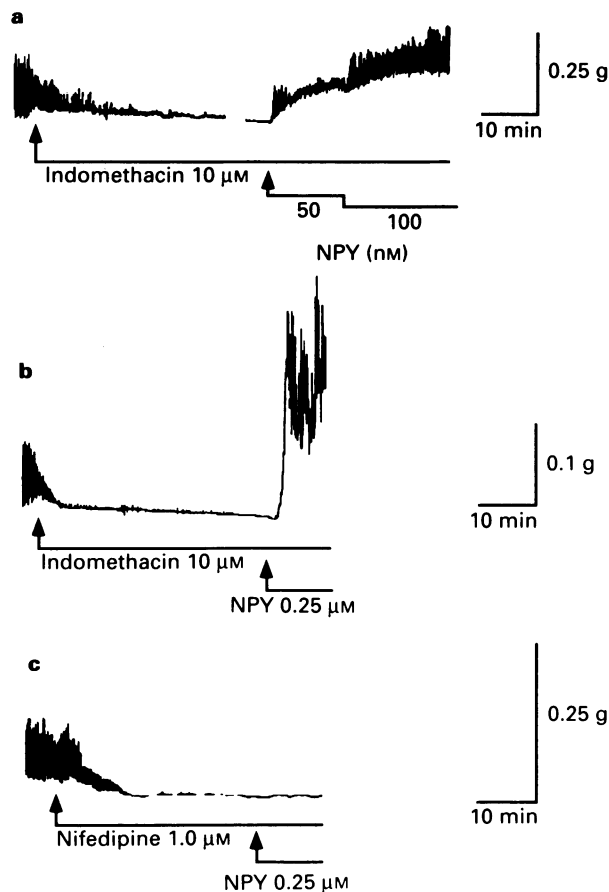 a
0.25 g
10 min
Indomethacin 10 μM
50
100
NPY (nM)
b
0.1 g
10 min
Indomethacin 10 μM
NPY 0.25 μM
c
0.25 g
10 min
Nifedipine 1.0 μM
NPY 0.25 μM